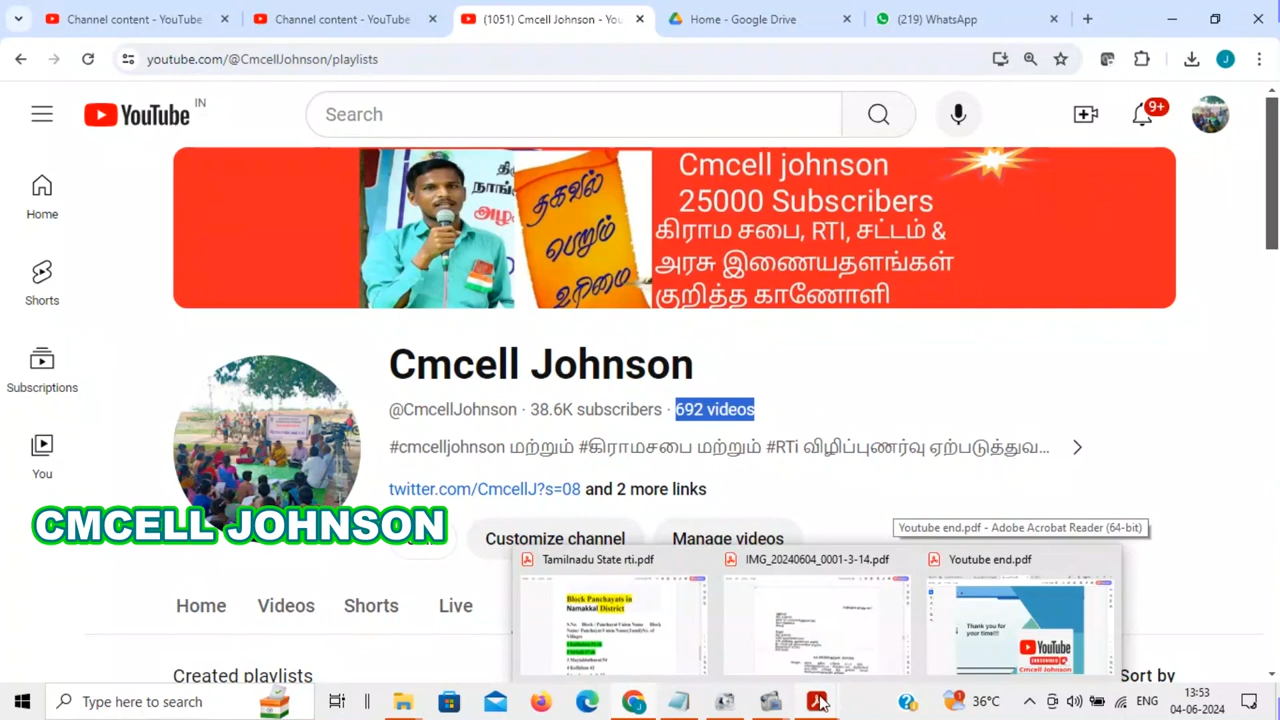 Channel content - YouTube
Channel content - YouTube
(1051) Cmcell Johnson - You
Home - Google Drive
(219) WhatsApp
youtube.com/@CmcellJohnson/playlists
J
YouTube IN
Search
9+
Cmcell johnson
25000 Subscribers
கிராம சபை, RTI, சட்டம் &
அரசு இணையதளங்கள்
குறித்த காணோளி
தகவல்
பெறும்
உரிமை
Home
Shorts
Subscriptions
You
Cmcell Johnson
@CmcellJohnson · 38.6K subscribers · 692 videos
#cmcelljohnson மற்றும் #கிராமசபை மற்றும் #RTi விழிப்புணர்வு ஏற்படுத்துவ...
twitter.com/CmcellJ?s=08 and 2 more links
CMCELL JOHNSON
Customize channel
Manage videos
Youtube end.pdf - Adobe Acrobat Reader (64-bit)
Tamilnadu State rti.pdf
IMG_20240604_0001-3-14.pdf
Youtube end.pdf
Block Panchayats in
Namakkal District
Thank you for
your time!!!
YouTube
Cmcell Johnson
Home
Videos
Shorts
Live
Created playlists
Sort by
Type here to search
36°C
ENG
13:53
04-06-2024